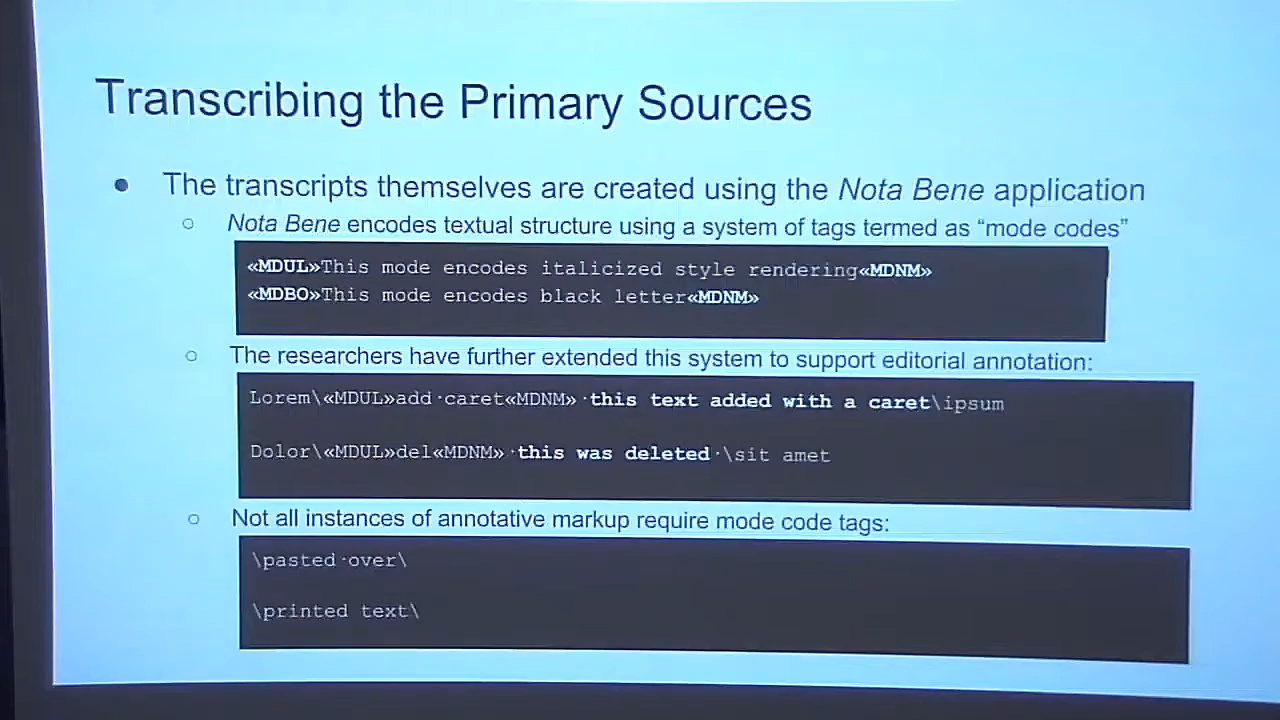 Transcribing the Primary Sources
● The transcripts themselves are created using the Nota Bene application
○ Nota Bene encodes textual structure using a system of tags termed as “mode codes”
«MDUL»This mode encodes italicized style rendering«MDNM»
«MDBO»This mode encodes black letter«MDNM»
○ The researchers have further extended this system to support editorial annotation:
Lorem\«MDUL»add·caret«MDNM»·this text added with a caret\ipsum
Dolor\«MDUL»del«MDNM»·this was deleted·\sit amet
○ Not all instances of annotative markup require mode code tags:
\pasted·over\
\printed text\